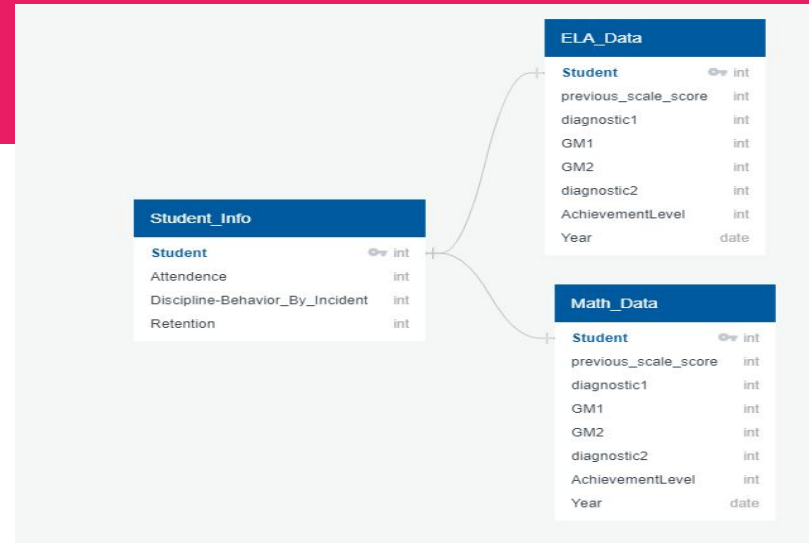 Student_Info
Student int
Attendence int
Discipline-Behavior_By_Incident int
Retention int
ELA_Data
Student int
previous_scale_score int
diagnostic1 int
GM1 int
GM2 int
diagnostic2 int
AchievementLevel int
Year date
Math_Data
Student int
previous_scale_score int
diagnostic1 int
GM1 int
GM2 int
diagnostic2 int
AchievementLevel int
Year date